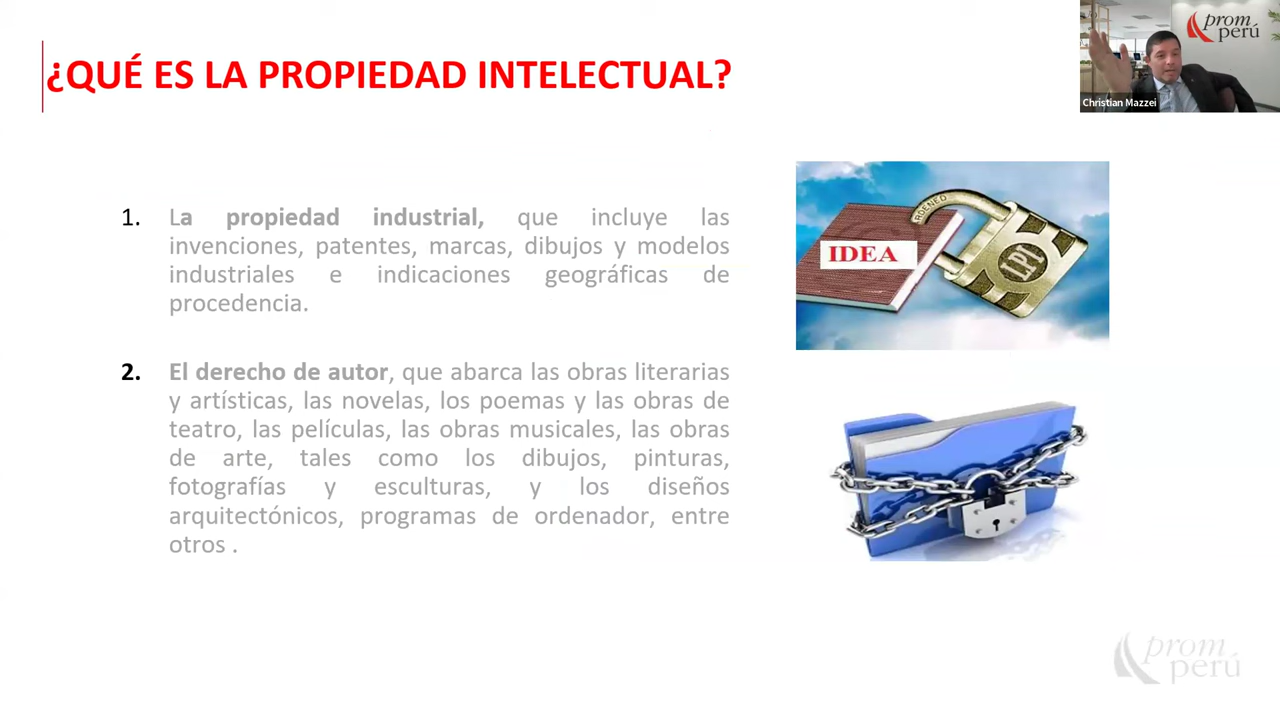 ¿QUÉ ES LA PROPIEDAD INTELECTUAL?
prom
perú
Christian Mazzei
1. La propiedad industrial, que incluye las
invenciones, patentes, marcas, dibujos y modelos
industriales e indicaciones geográficas de
procedencia.
IDEA
LPI
2. El derecho de autor, que abarca las obras literarias
y artísticas, las novelas, los poemas y las obras de
teatro, las películas, las obras musicales, las obras
de arte, tales como los dibujos, pinturas,
fotografías y esculturas, y los diseños
arquitectónicos, programas de ordenador, entre
otros .
prom
perú